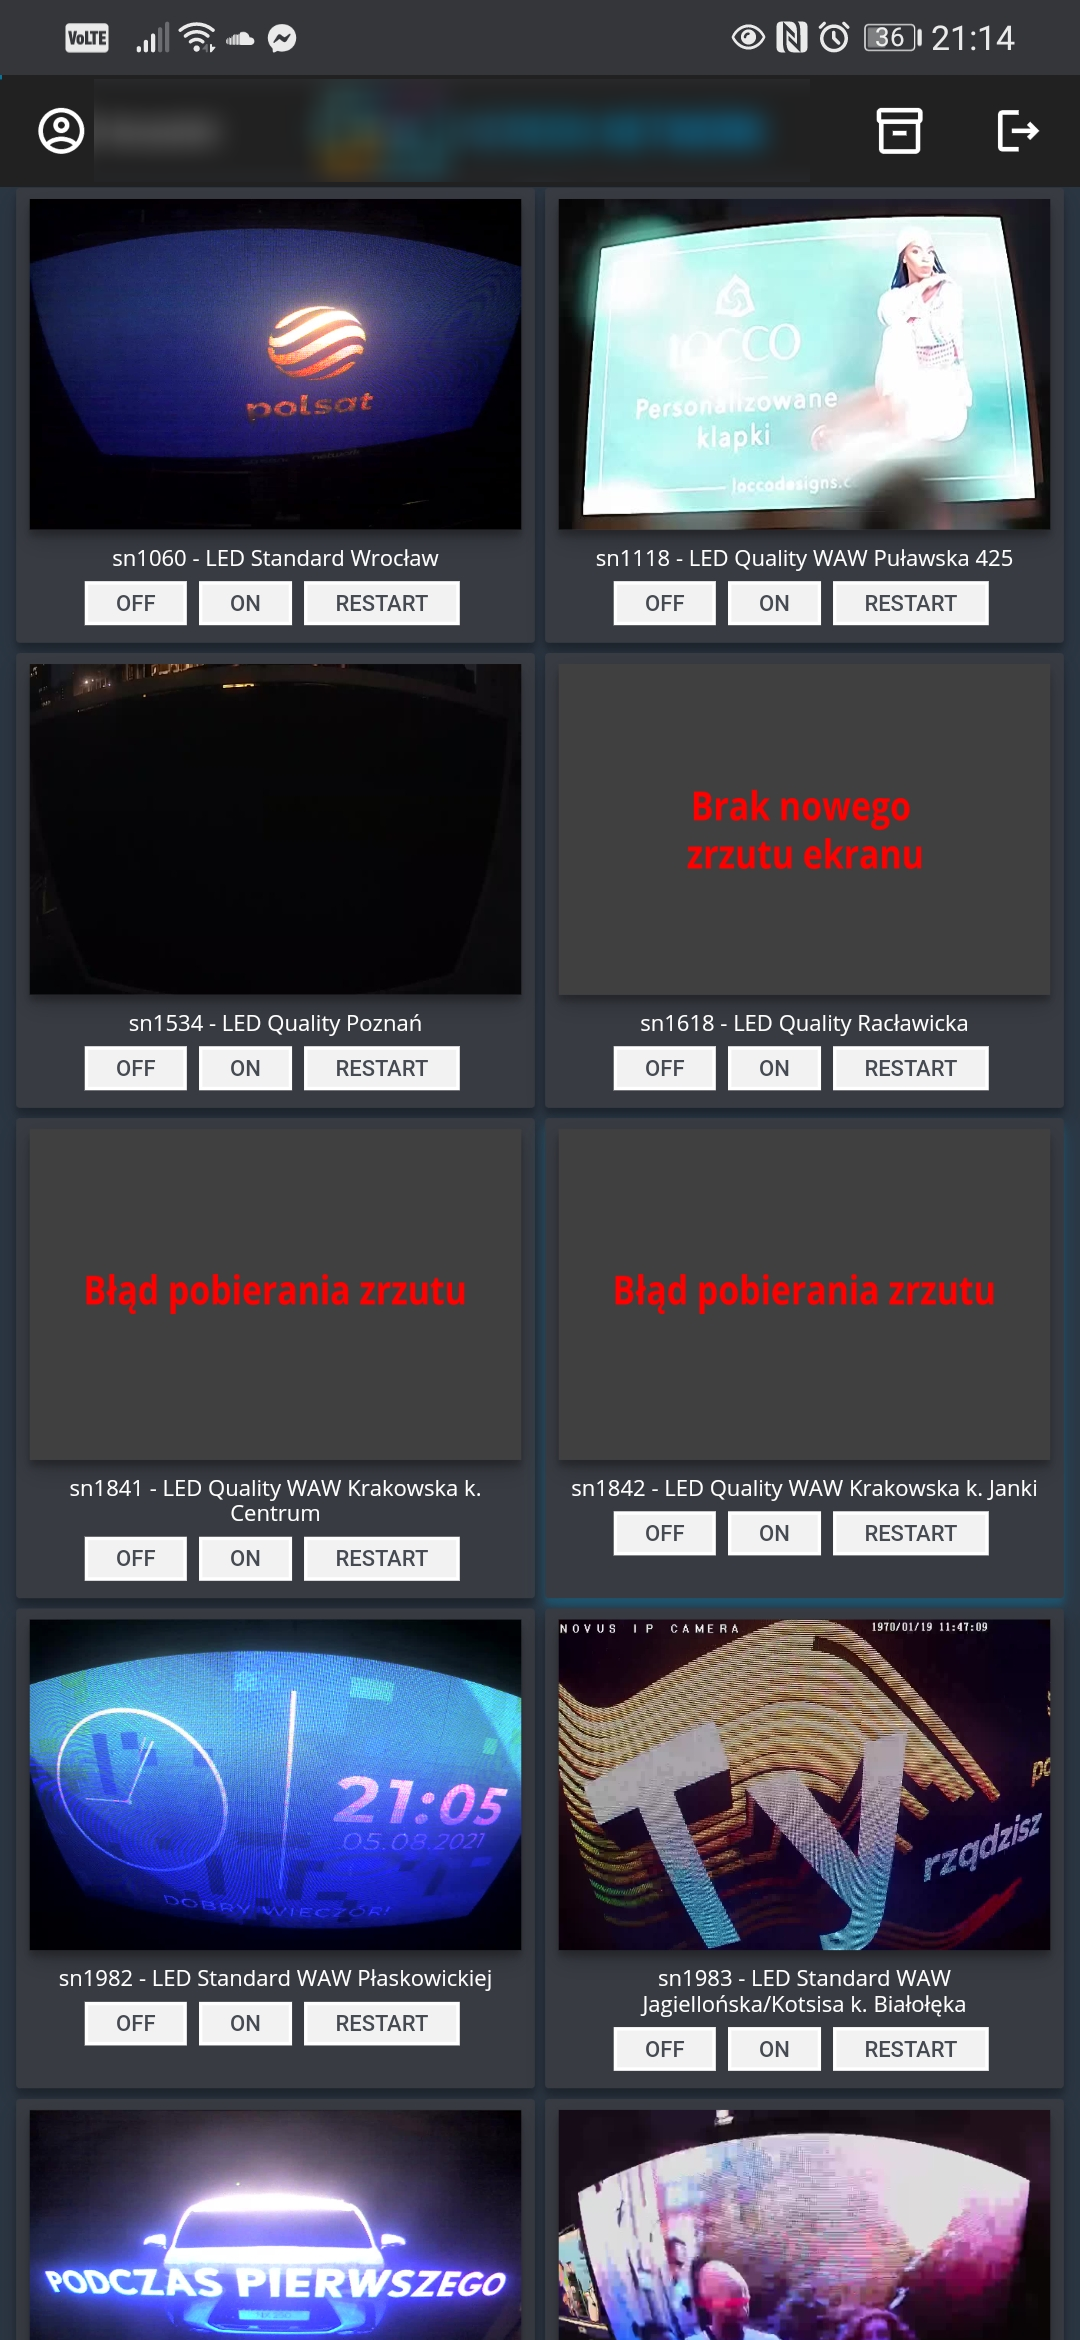 VoLTE
36
21:14
polsat
JOCCO
Personalizowane
klapki
sn1060 - LED Standard Wrocław
OFF ON RESTART
sn1118 - LED Quality WAW Puławska 425
OFF ON RESTART
Brak nowego
zrzutu ekranu
sn1534 - LED Quality Poznań
OFF ON RESTART
sn1618 - LED Quality Racławicka
OFF ON RESTART
Błąd pobierania zrzutu
Błąd pobierania zrzutu
sn1841 - LED Quality WAW Krakowska k.
Centrum
OFF ON RESTART
sn1842 - LED Quality WAW Krakowska k. Janki
OFF ON RESTART
21:05
05.08.2021
DOBRY WIECZÓR!
NOVUS IP CAMERA
1970/01/19 11:47:09
TY
rządzisz
sn1982 - LED Standard WAW Płaskowickiej
OFF ON RESTART
sn1983 - LED Standard WAW
Jagiellońska/Kotsisa k. Białołęka
OFF ON RESTART
PODCZAS PIERWSZEGO